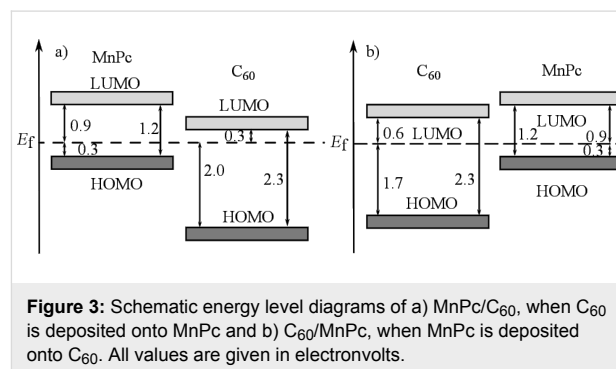 a)
MnPc
LUMO
0.9
1.2
0.3
HOMO
C60
LUMO
0.3
2.0
2.3
HOMO
Ef
b)
C60
LUMO
0.6
1.7
2.3
HOMO
MnPc
LUMO
1.2
0.9
0.3
HOMO
Ef
LUMO
Figure 3: Schematic energy level diagrams of a) MnPc/C60, when C60
is deposited onto MnPc and b) C60/MnPc, when MnPc is deposited
onto C60. All values are given in electronvolts.